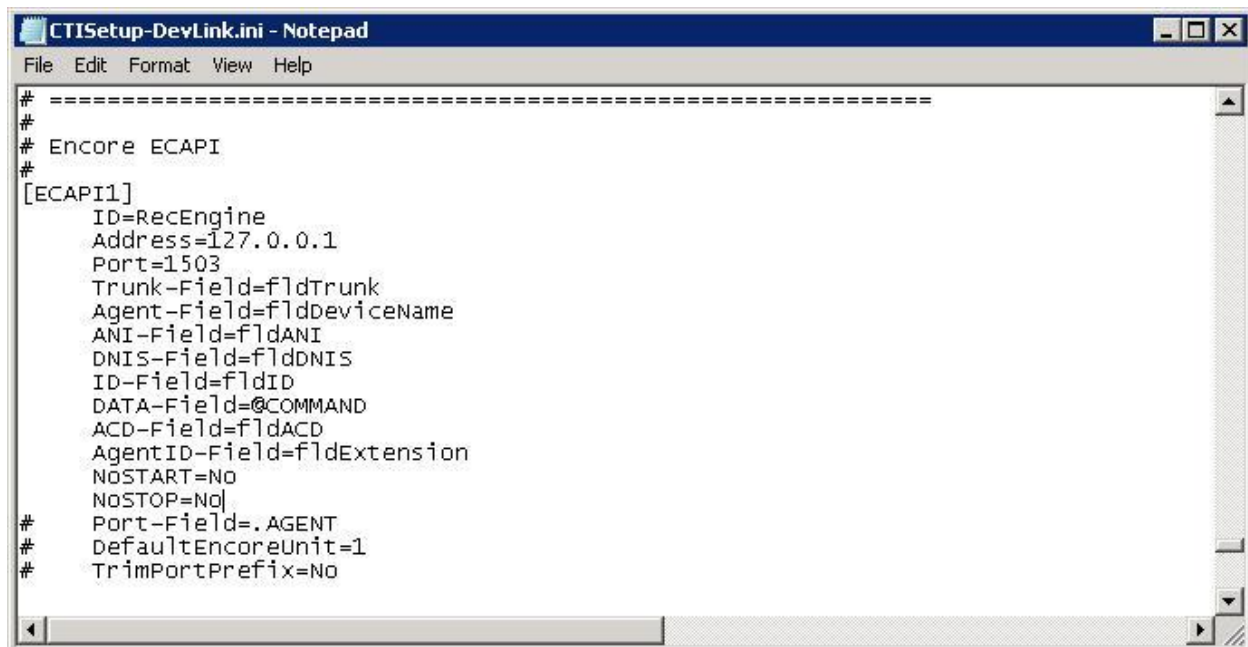 CTISetup-DevLink.ini - Notepad
File Edit Format View Help
# =============================================================
#
# Encore ECAPI
#
[ECAPI1]
ID=RecEngine
Address=127.0.0.1
Port=1503
Trunk-Field=fldTrunk
Agent-Field=fldDeviceName
ANI-Field=fldANI
DNIS-Field=fldDNIS
ID-Field=fldID
DATA-Field=@COMMAND
ACD-Field=fldACD
AgentID-Field=fldExtension
NoSTART=No
NoSTOP=No
# Port-Field=.AGENT
# DefaultEncoreUnit=1
# TrimPortPrefix=No